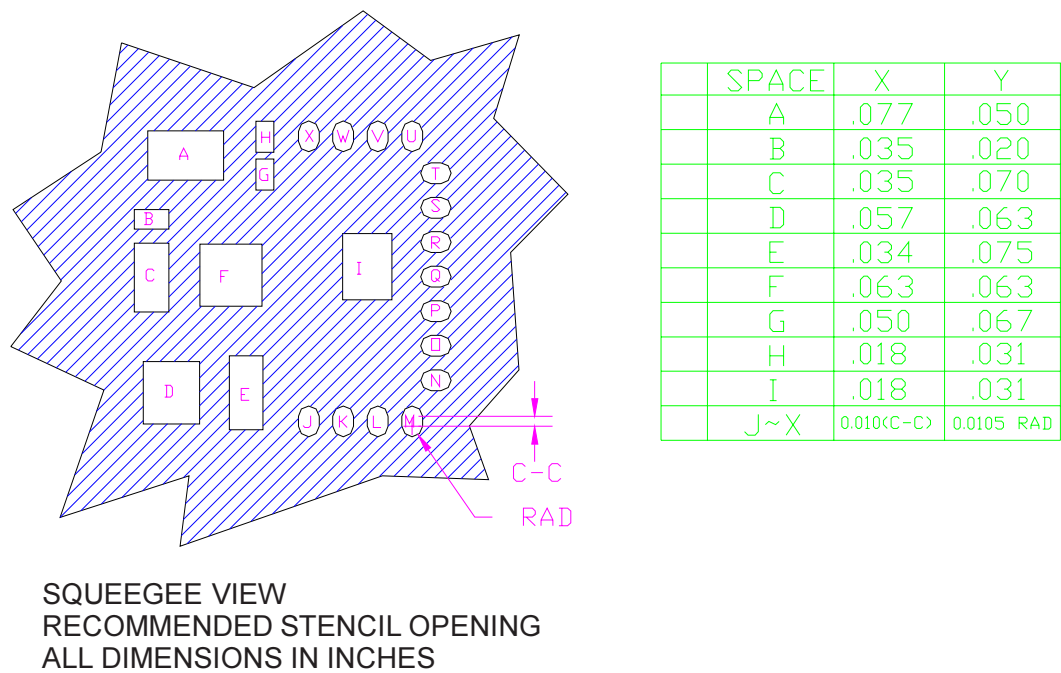 H X W V U
A
G
T
B
S
R
C F I
Q
P
O
D E
N
J K L M
C-C
RAD
SPACE X Y
A .077 .050
B .035 .020
C .035 .070
D .057 .063
E .034 .075
F .063 .063
G .050 .067
H .018 .031
I .018 .031
J~X 0.010(C-C) 0.0105 RAD
SQUEEGEE VIEW
RECOMMENDED STENCIL OPENING
ALL DIMENSIONS IN INCHES